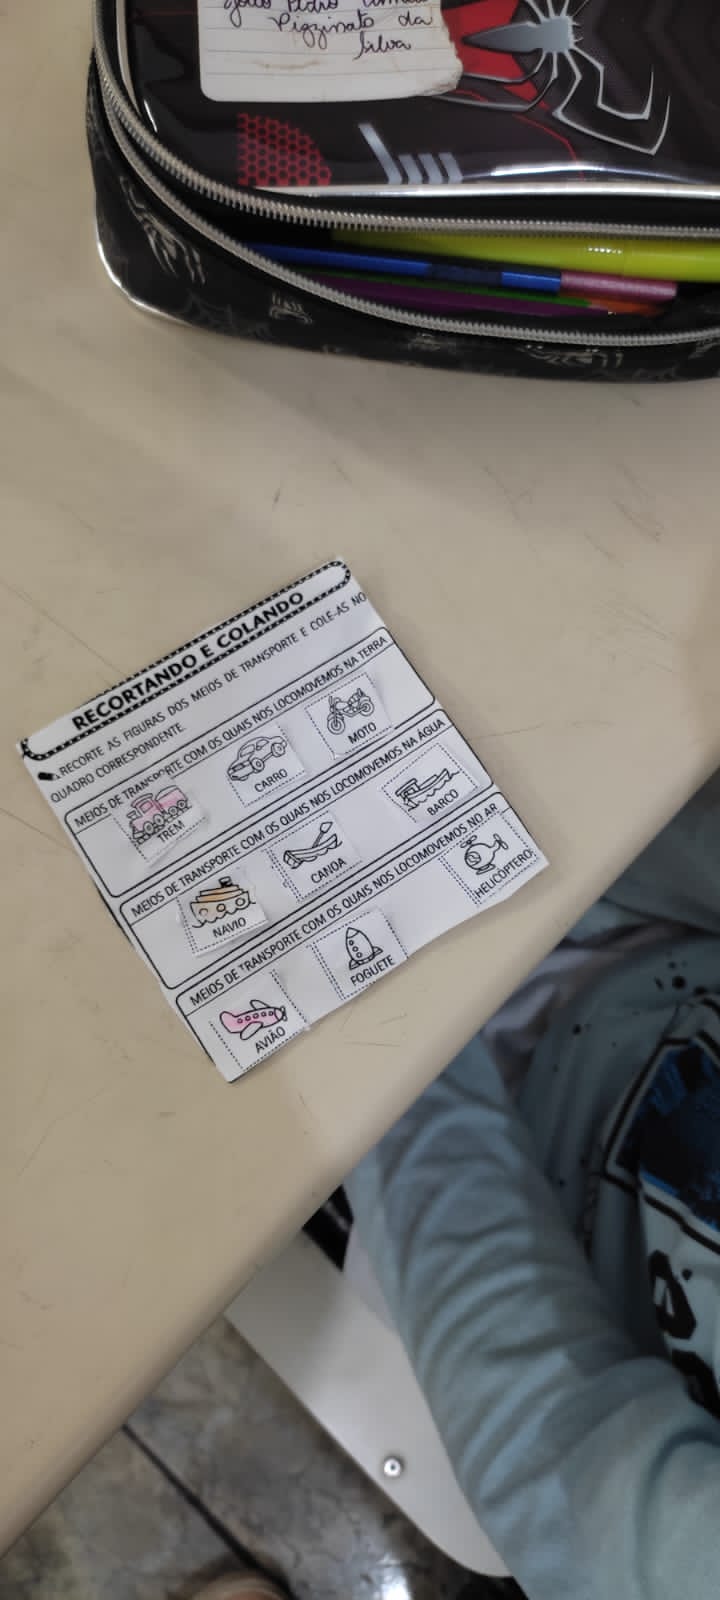 João Pedro
Pizzinato da
Silva
RECORTANDO E COLANDO
RECORTE AS FIGURAS DOS MEIOS DE TRANSPORTE E COLE-AS NO
QUADRO CORRESPONDENTE.
MEIOS DE TRANSPORTE COM OS QUAIS NOS LOCOMOVEMOS NA TERRA
TREM
CARRO
MOTO
MEIOS DE TRANSPORTE COM OS QUAIS NOS LOCOMOVEMOS NA ÁGUA
NAVIO
CANOA
BARCO
MEIOS DE TRANSPORTE COM OS QUAIS NOS LOCOMOVEMOS NO AR
AVIÃO
FOGUETE
HELICÓPTERO